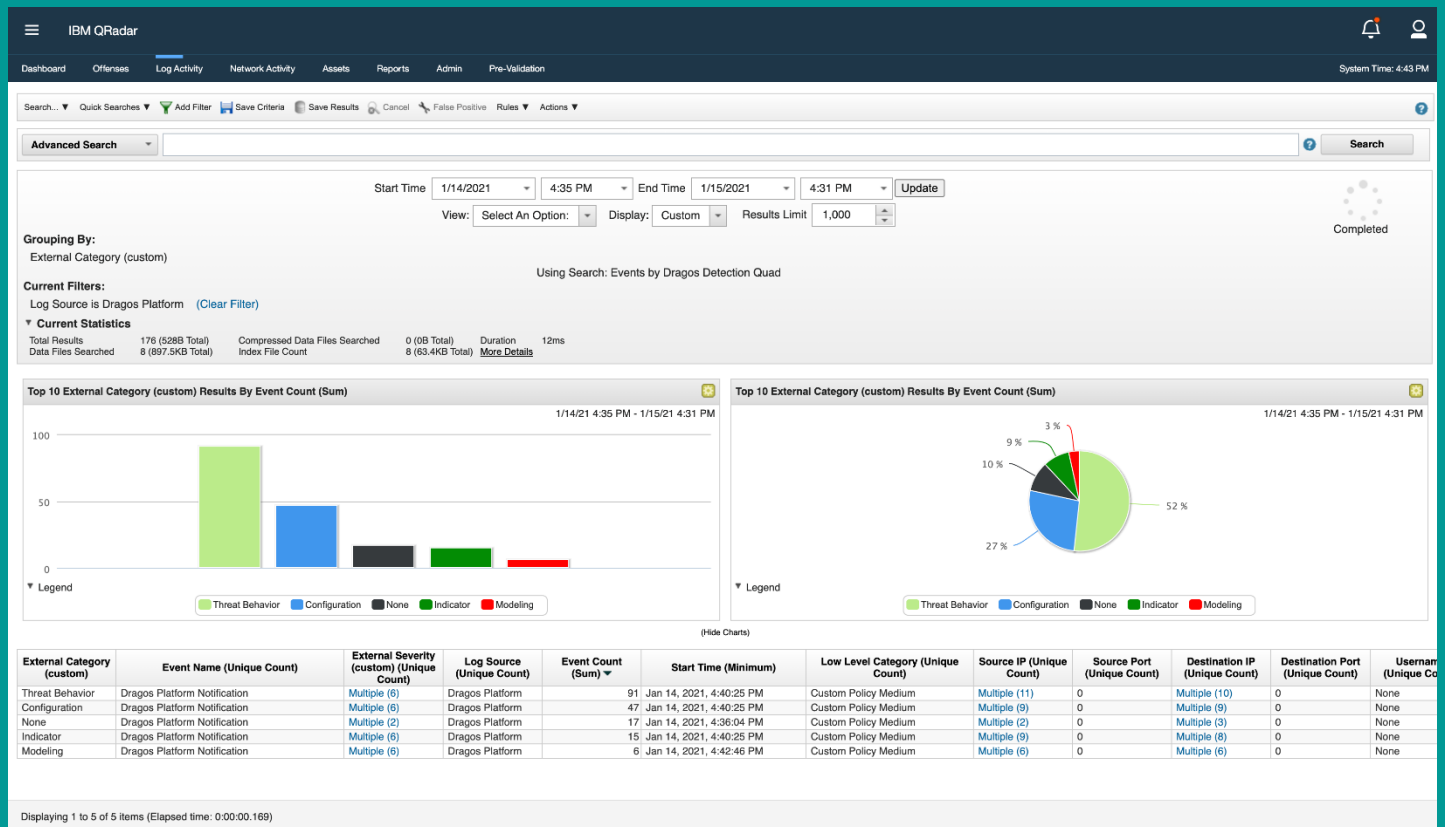 IBM QRadar
Dashboard Offenses Log Activity Network Activity Assets Reports Admin Pre-Validation System Time: 4:43 PM
Search... ▼ Quick Searches ▼ Add Filter Save Criteria Save Results Cancel False Positive Rules ▼ Actions ▼ ?
Advanced Search ? Search
Start Time 1/14/2021 4:35 PM End Time 1/15/2021 4:31 PM Update
View: Select An Option: Display: Custom Results Limit 1,000
Completed
Grouping By:
External Category (custom)
Using Search: Events by Dragos Detection Quad
Current Filters:
Log Source is Dragos Platform (Clear Filter)
▼ Current Statistics
Total Results 176 (528B Total) Compressed Data Files Searched 0 (0B Total) Duration 12ms
Data Files Searched 8 (897.5KB Total) Index File Count 8 (63.4KB Total) More Details
Top 10 External Category (custom) Results By Event Count (Sum)
1/14/21 4:35 PM - 1/15/21 4:31 PM
100
50
0
▼ Legend
Threat Behavior Configuration None Indicator Modeling
Top 10 External Category (custom) Results By Event Count (Sum)
1/14/21 4:35 PM - 1/15/21 4:31 PM
3 %
9 %
10 %
52 %
27 %
▼ Legend
Threat Behavior Configuration None Indicator Modeling
(Hide Charts)
External Category (custom) Event Name (Unique Count) External Severity (custom) (Unique Count) Log Source (Unique Count) Event Count (Sum) ▼ Start Time (Minimum) Low Level Category (Unique Count) Source IP (Unique Count) Source Port (Unique Count) Destination IP (Unique Count) Destination Port (Unique Count) Usernam (Unique Co
Threat Behavior Dragos Platform Notification Multiple (6) Dragos Platform 91 Jan 14, 2021, 4:40:25 PM Custom Policy Medium Multiple (11) 0 Multiple (10) 0 None
Configuration Dragos Platform Notification Multiple (6) Dragos Platform 47 Jan 14, 2021, 4:40:25 PM Custom Policy Medium Multiple (9) 0 Multiple (9) 0 None
None Dragos Platform Notification Multiple (2) Dragos Platform 17 Jan 14, 2021, 4:36:04 PM Custom Policy Medium Multiple (2) 0 Multiple (3) 0 None
Indicator Dragos Platform Notification Multiple (6) Dragos Platform 15 Jan 14, 2021, 4:40:25 PM Custom Policy Medium Multiple (9) 0 Multiple (8) 0 None
Modeling Dragos Platform Notification Multiple (6) Dragos Platform 6 Jan 14, 2021, 4:42:46 PM Custom Policy Medium Multiple (6) 0 Multiple (6) 0 None
Displaying 1 to 5 of 5 items (Elapsed time: 0:00:00.169)